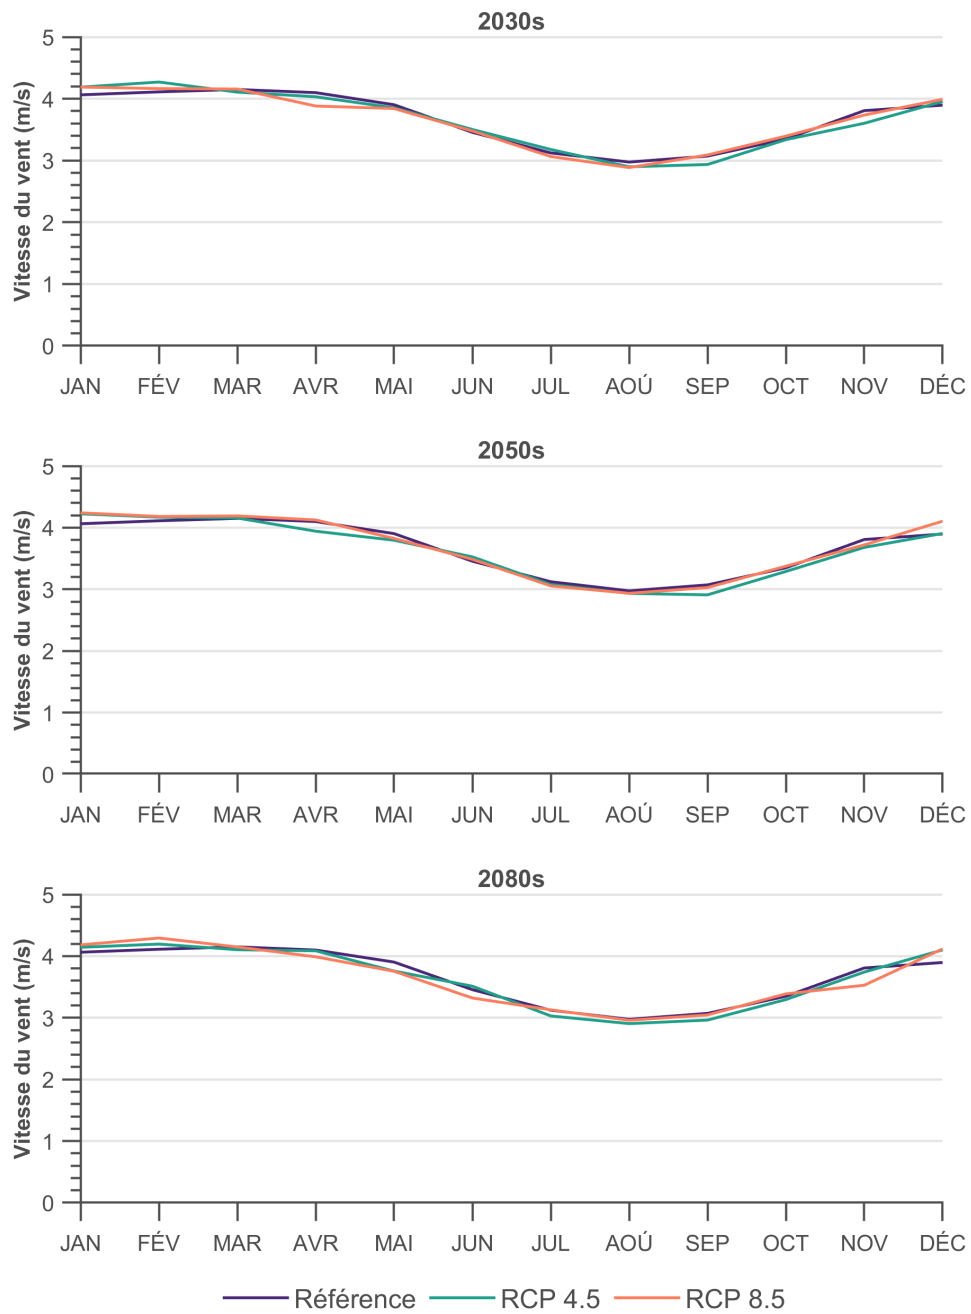 2030s
Vitesse du vent (m/s)
5
4
3
2
1
0
JAN FÉV MAR AVR MAI JUN JUL AOÚ SEP OCT NOV DÉC
2050s
Vitesse du vent (m/s)
5
4
3
2
1
0
JAN FÉV MAR AVR MAI JUN JUL AOÚ SEP OCT NOV DÉC
2080s
Vitesse du vent (m/s)
5
4
3
2
1
0
JAN FÉV MAR AVR MAI JUN JUL AOÚ SEP OCT NOV DÉC
Référence RCP 4.5 RCP 8.5